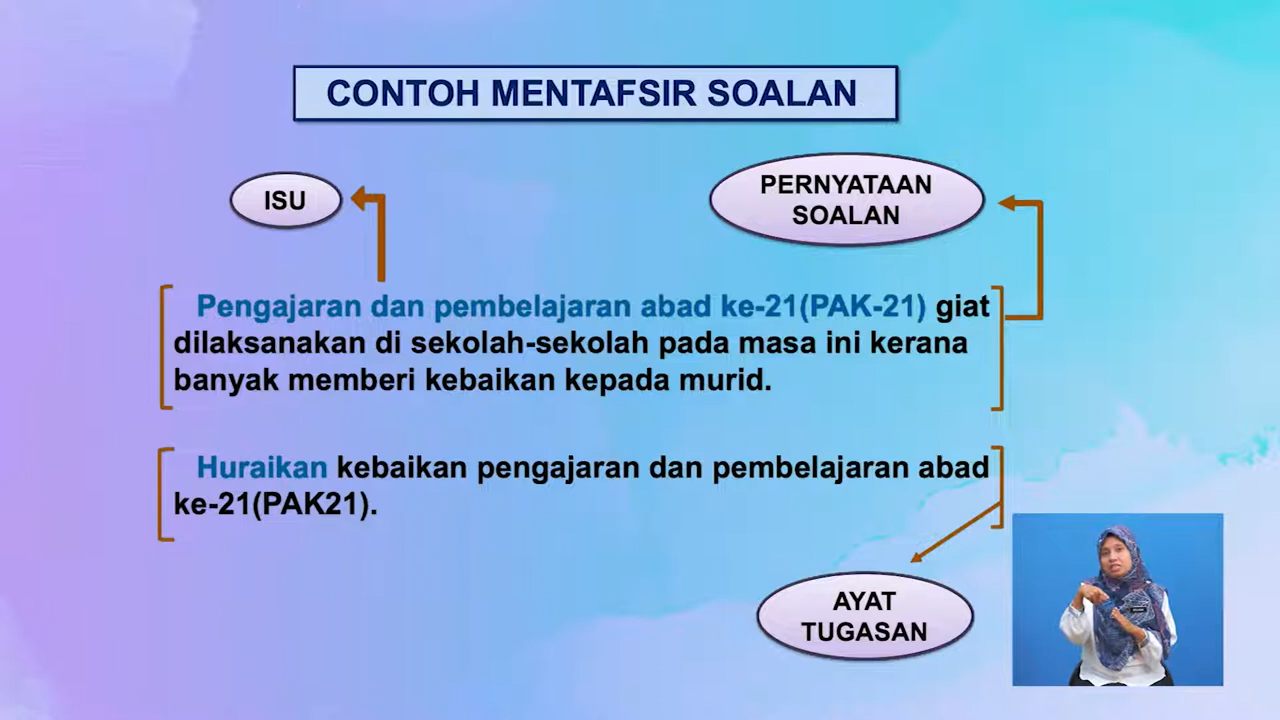 CONTOH MENTAFSIR SOALAN
ISU
PERNYATAAN
SOALAN
Pengajaran dan pembelajaran abad ke-21(PAK-21) giat
dilaksanakan di sekolah-sekolah pada masa ini kerana
banyak memberi kebaikan kepada murid.
Huraikan kebaikan pengajaran dan pembelajaran abad
ke-21(PAK21).
AYAT
TUGASAN